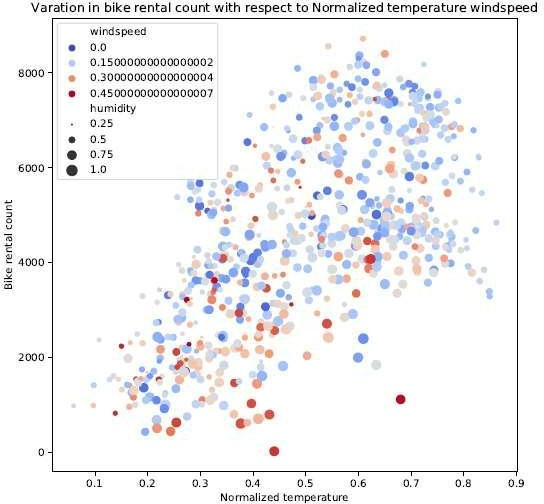 Varation in bike rental count with respect to Normalized temperature windspeed
windspeed
0.0
0.15000000000000002
0.30000000000000004
0.45000000000000007
humidity
0.25
0.5
0.75
1.0
8000
6000
4000
2000
0
Bike rental count
0.1 0.2 0.3 0.4 0.5 0.6 0.7 0.8 0.9
Normalized temperature